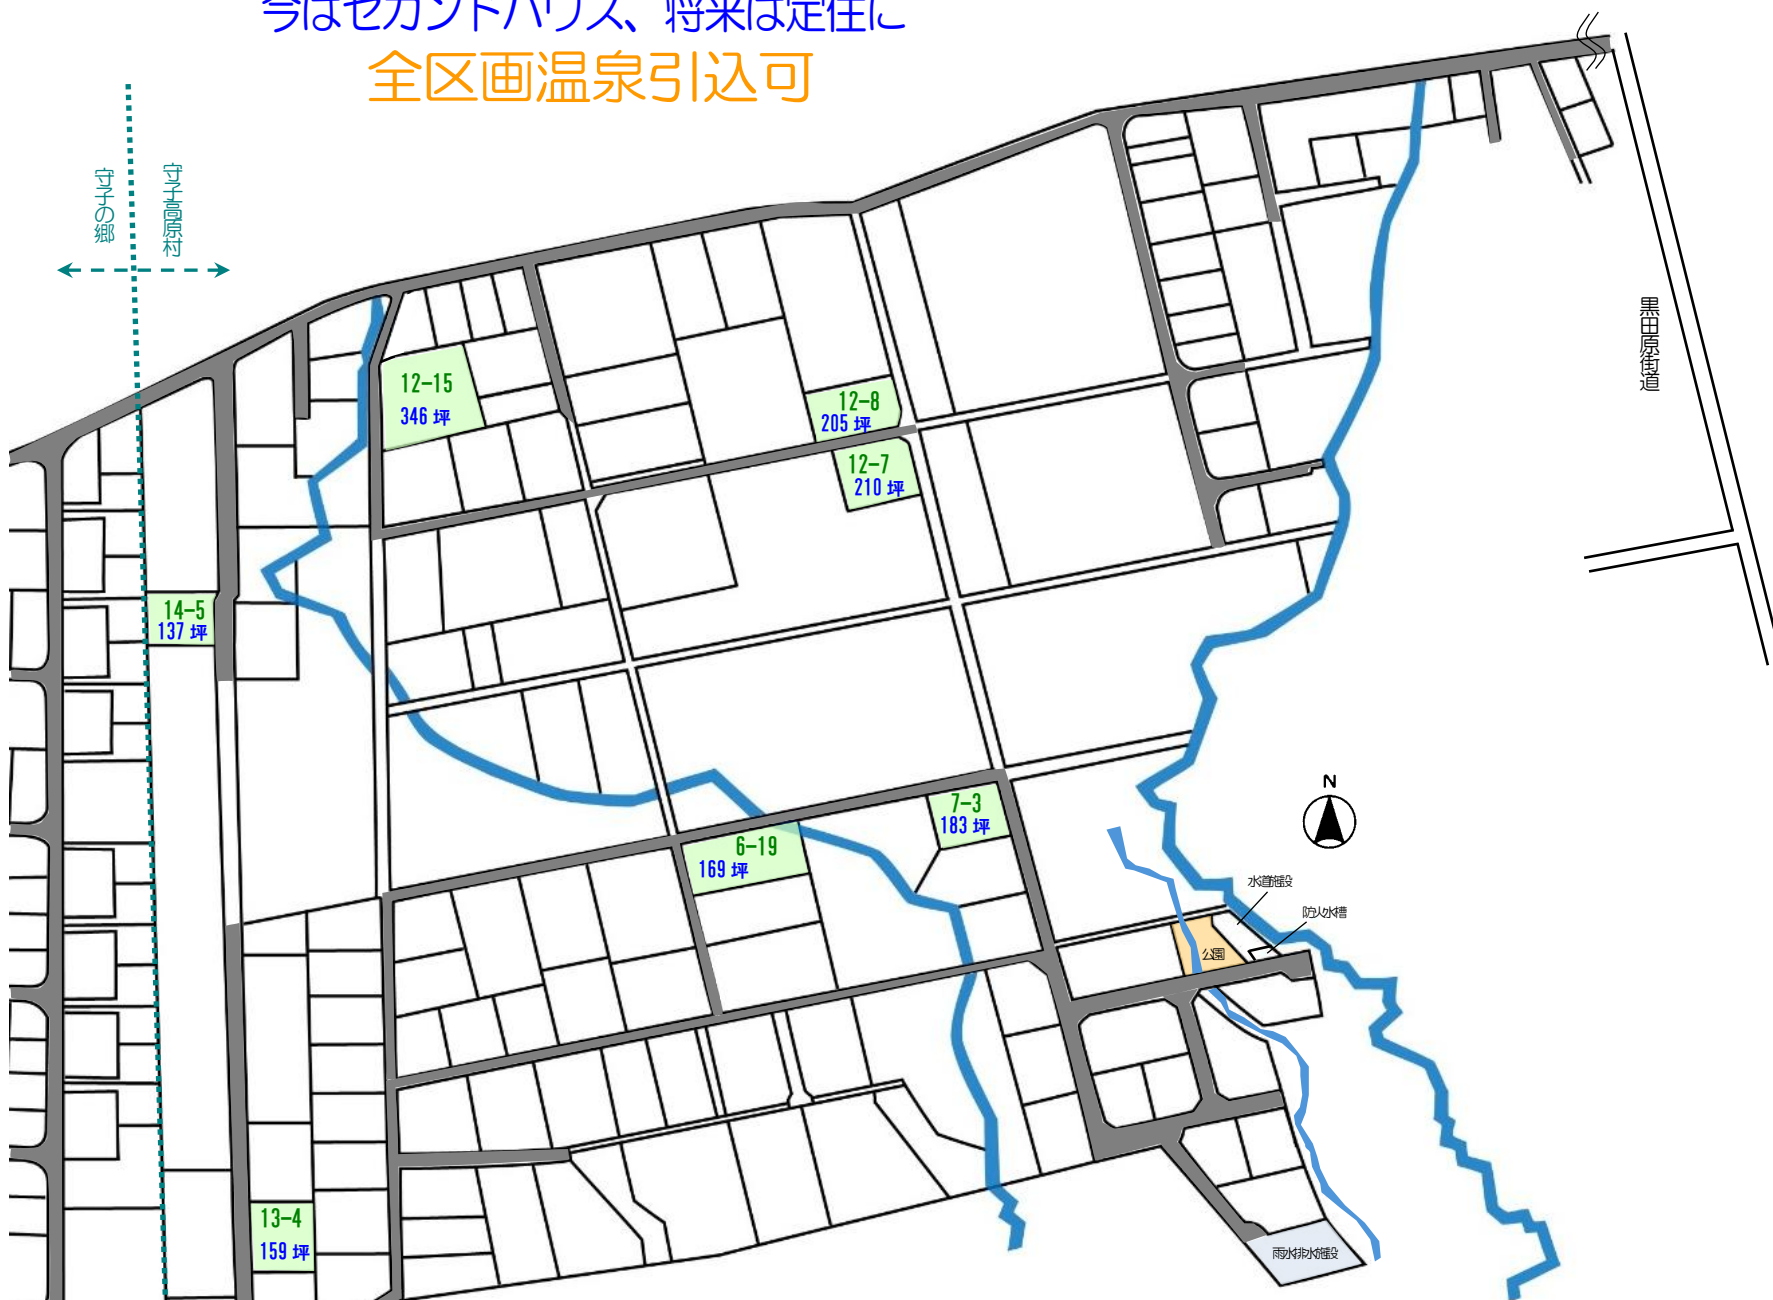 今はセカンドハウス、将来は定住に
全区画温泉引込可
守子の郷
守子高原村
黒田原街道
12-15
346 坪
12-8
205 坪
12-7
210 坪
14-5
137 坪
7-3
183 坪
6-19
169 坪
N
水道施設
防火水槽
公園
13-4
159 坪
雨水排水施設